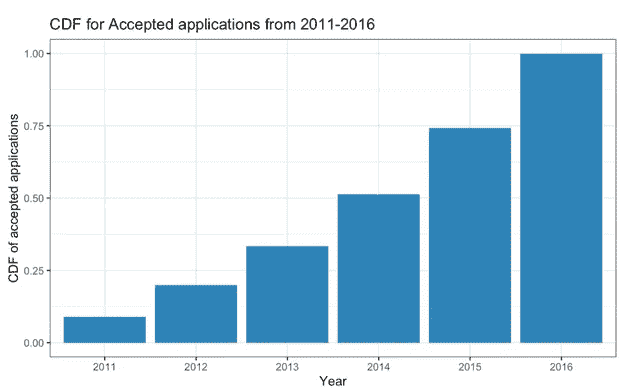 CDF for Accepted applications from 2011-2016
CDF of accepted applications
1.00
0.75
0.50
0.25
0.00
2011 2012 2013 2014 2015 2016
Year